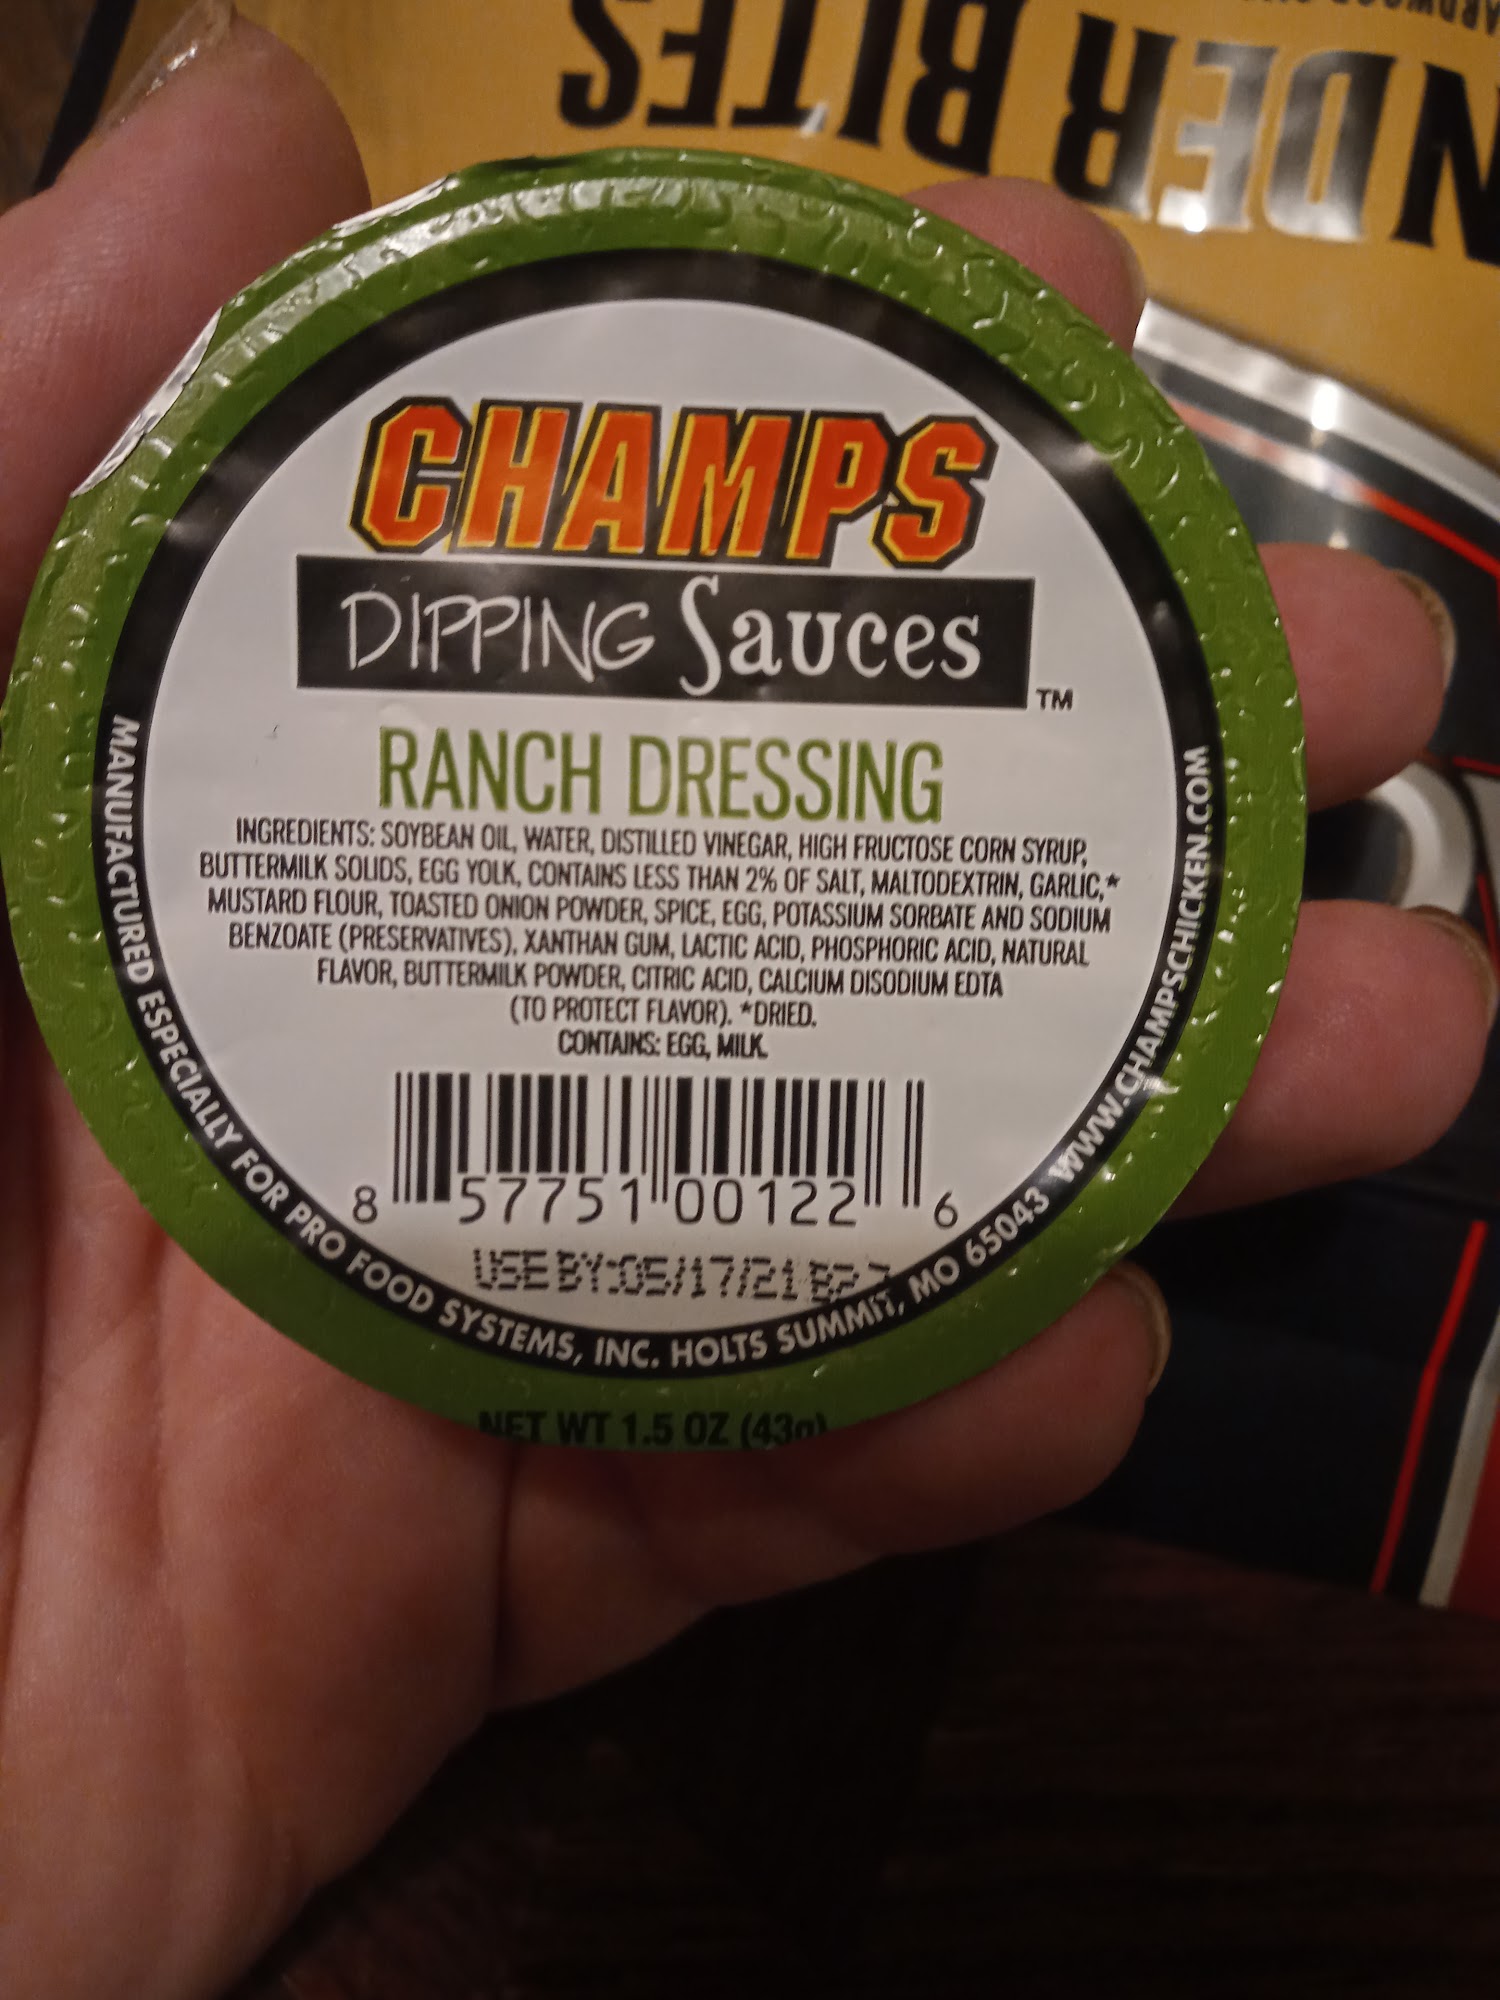 NDER BITES
CHAMPS
DIPPING Sauces
TM
RANCH DRESSING
INGREDIENTS: SOYBEAN OIL, WATER, DISTILLED VINEGAR, HIGH FRUCTOSE CORN SYRUP,
BUTTERMILK SOLIDS, EGG YOLK, CONTAINS LESS THAN 2% OF SALT, MALTODEXTRIN, GARLIC,*
MUSTARD FLOUR, TOASTED ONION POWDER, SPICE, EGG, POTASSIUM SORBATE AND SODIUM
BENZOATE (PRESERVATIVES), XANTHAN GUM, LACTIC ACID, PHOSPHORIC ACID, NATURAL
FLAVOR, BUTTERMILK POWDER, CITRIC ACID, CALCIUM DISODIUM EDTA
(TO PROTECT FLAVOR). *DRIED.
CONTAINS: EGG, MILK.
8 57751 00122 6
USE BY:05/17/21
MANUFACTURED ESPECIALLY FOR PRO FOOD SYSTEMS, INC. HOLTS SUMMIT, MO 65043 WWW.CHAMPSCHICKEN.COM
NET WT 1.5 OZ (43g)